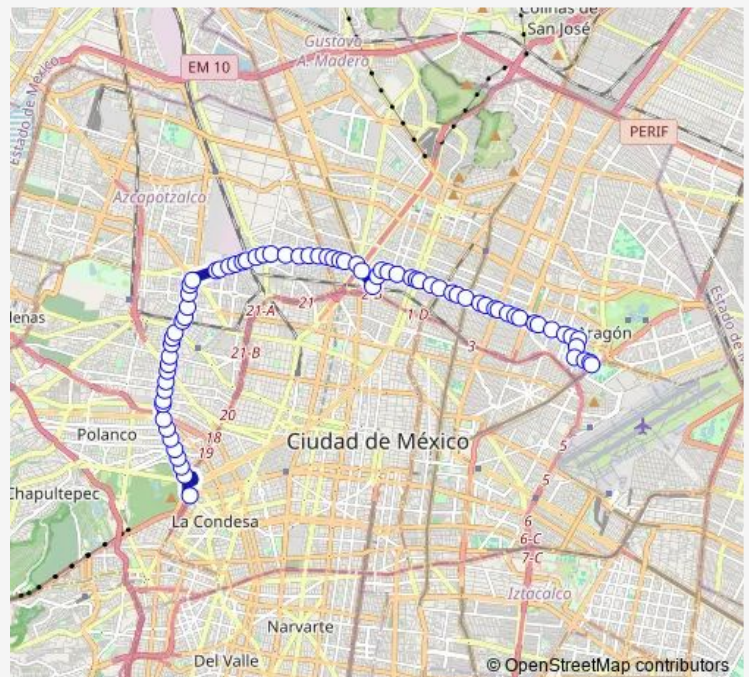 Colinas de
San José
Gustavo
A. Madero
EM 10
Estado de México
PERIF
Azcapotzalco
21-A
21
1-D
21-B
3
Aragón
Estado de M
lenas
20
18
19
Polanco
Ciudad de México
5
5
Chapultepec
La Condesa
6
6-C
7-C
Iztacalco
Narvarte
Del Valle
© OpenStreetMap contributors